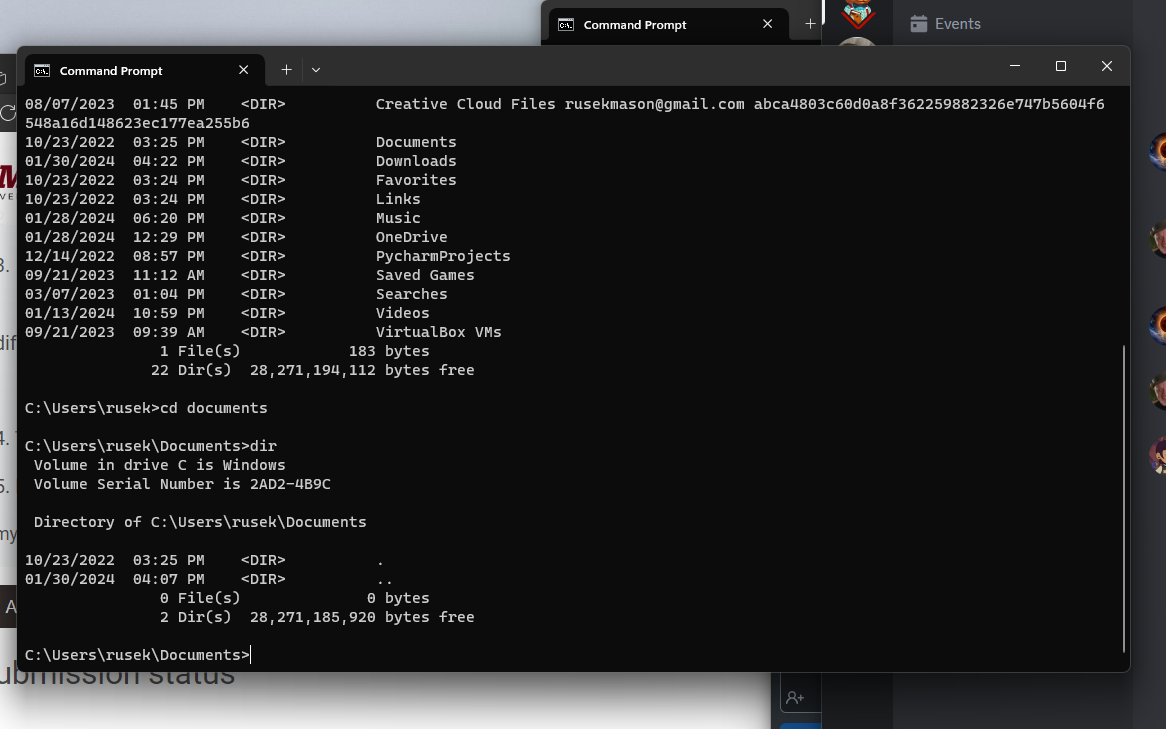 Command Prompt
Events
Command Prompt
08/07/2023  01:45 PM    <DIR>          Creative Cloud Files rusekmason@gmail.com abca4803c60d0a8f362259882326e747b5604f6
548a16d148623ec177ea255b6
10/23/2022  03:25 PM    <DIR>          Documents
01/30/2024  04:22 PM    <DIR>          Downloads
10/23/2022  03:24 PM    <DIR>          Favorites
10/23/2022  03:24 PM    <DIR>          Links
01/28/2024  06:20 PM    <DIR>          Music
01/28/2024  12:29 PM    <DIR>          OneDrive
12/14/2022  08:57 PM    <DIR>          PycharmProjects
09/21/2023  11:12 AM    <DIR>          Saved Games
03/07/2023  01:04 PM    <DIR>          Searches
01/13/2024  10:59 PM    <DIR>          Videos
09/21/2023  09:39 AM    <DIR>          VirtualBox VMs
               1 File(s)            183 bytes
              22 Dir(s)  28,271,194,112 bytes free
C:\Users\rusek>cd documents
C:\Users\rusek\Documents>dir
 Volume in drive C is Windows
 Volume Serial Number is 2AD2-4B9C
 Directory of C:\Users\rusek\Documents
10/23/2022  03:25 PM    <DIR>          .
01/30/2024  04:07 PM    <DIR>          ..
               0 File(s)              0 bytes
               2 Dir(s)  28,271,185,920 bytes free
C:\Users\rusek\Documents>
ubmission status